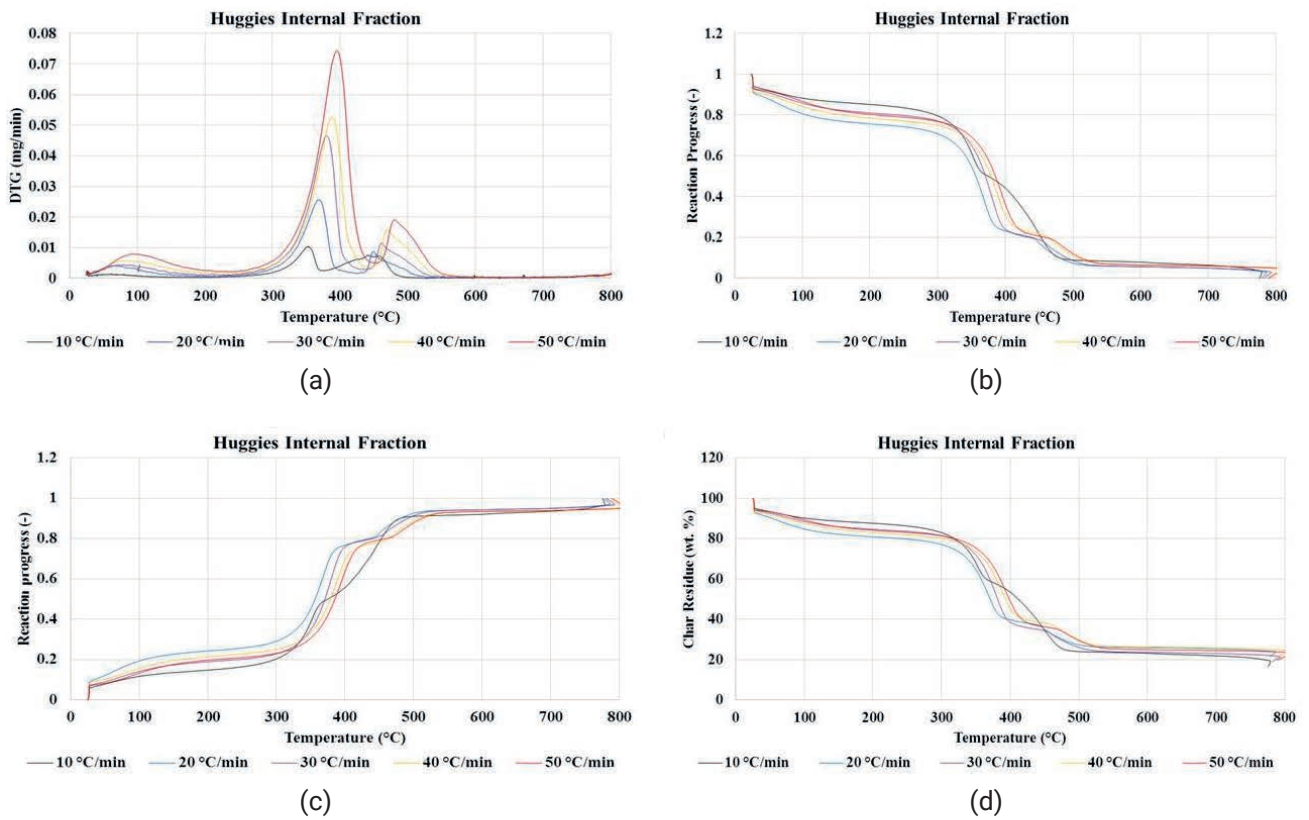 Huggies Internal Fraction
0.08
0.07
0.06
0.05
0.04
0.03
0.02
0.01
0
DTG (mg/min)
0 100 200 300 400 500 600 700 800
Temperature (°C)
10 °C/min 20 °C/min 30 °C/min 40 °C/min 50 °C/min
(a)
Huggies Internal Fraction
1.2
1
0.8
0.6
0.4
0.2
0
Reaction Progress (-)
0 100 200 300 400 500 600 700 800
Temperature (°C)
10 °C/min 20 °C/min 30 °C/min 40 °C/min 50 °C/min
(b)
Huggies Internal Fraction
1.2
1
0.8
0.6
0.4
0.2
0
Reaction progress (-)
0 100 200 300 400 500 600 700 800
Temperature (°C)
10 °C/min 20 °C/min 30 °C/min 40 °C/min 50 °C/min
(c)
Huggies Internal Fraction
120
100
80
60
40
20
0
Char Residue (wt. %)
0 100 200 300 400 500 600 700 800
Temperature (°C)
10 °C/min 20 °C/min 30 °C/min 40 °C/min 50 °C/min
(d)